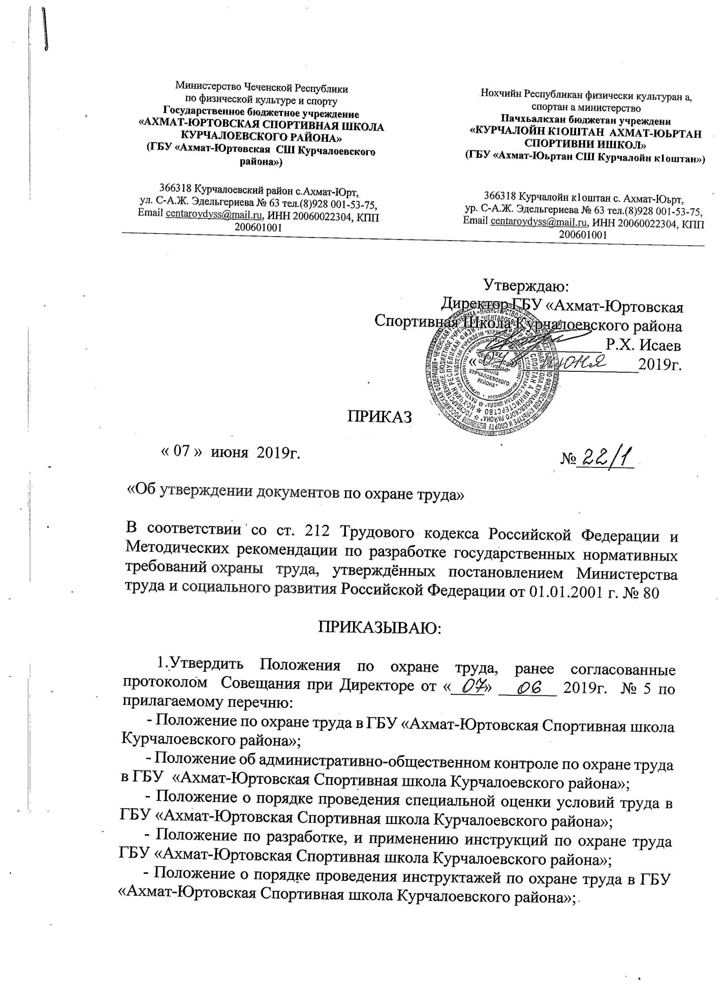 Министерство Чеченской Республики
по физической культуре и спорту
Государственное бюджетное учреждение
«АХМАТ-ЮРТОВСКАЯ СПОРТИВНАЯ ШКОЛА
КУРЧАЛОЕВСКОГО РАЙОНА»
(ГБУ «Ахмат-Юртовская СШ Курчалоевского
района»)
366318 Курчалоевский район с.Ахмат-Юрт,
ул. С-А.Ж. Эдельгериева № 63 тел.(8)928 001-53-75,
Email centaroydyss@mail.ru, ИНН 20060022304, КПП
200601001
Нохчийн Республикан физически культуран а,
спортан а министерство
Пачхьалкхан бюджетан учреждени
«КУРЧАЛОЙН К1ОШТАН АХМАТ-ЮЬРТАН
СПОРТИВНИ ИШКОЛ»
(ГБУ «Ахмат-Юьртан СШ Курчалойн к1оштан»)
366318 Курчалойн к1оштан с. Ахмат-Юьрт,
ур. С-А.Ж. Эдельгериева № 63 тел.(8)928 001-53-75,
Email centaroydyss@mail.ru, ИНН 20060022304, КПП
200601001
Утверждаю:
Директор ГБУ «Ахмат-Юртовская
Спортивная Школа Курчалоевского района
Р.Х. Исаев
«07» июня 2019г.
ПРИКАЗ
« 07 » июня 2019г.
№ 22/1
«Об утверждении документов по охране труда»
В соответствии со ст. 212 Трудового кодекса Российской Федерации и
Методических рекомендации по разработке государственных нормативных
требований охраны труда, утверждённых постановлением Министерства
труда и социального развития Российской Федерации от 01.01.2001 г. № 80
ПРИКАЗЫВАЮ:
1.Утвердить Положения по охране труда, ранее согласованные
протоколом Совещания при Директоре от «07» 06 2019г. № 5 по
прилагаемому перечню:
- Положение по охране труда в ГБУ «Ахмат-Юртовская Спортивная школа
Курчалоевского района»;
- Положение об административно-общественном контроле по охране труда
в ГБУ «Ахмат-Юртовская Спортивная школа Курчалоевского района»;
- Положение о порядке проведения специальной оценки условий труда в
ГБУ «Ахмат-Юртовская Спортивная школа Курчалоевского района»;
- Положение по разработке, и применению инструкций по охране труда
ГБУ «Ахмат-Юртовская Спортивная школа Курчалоевского района»;
- Положение о порядке проведения инструктажей по охране труда в ГБУ
«Ахмат-Юртовская Спортивная школа Курчалоевского района»;